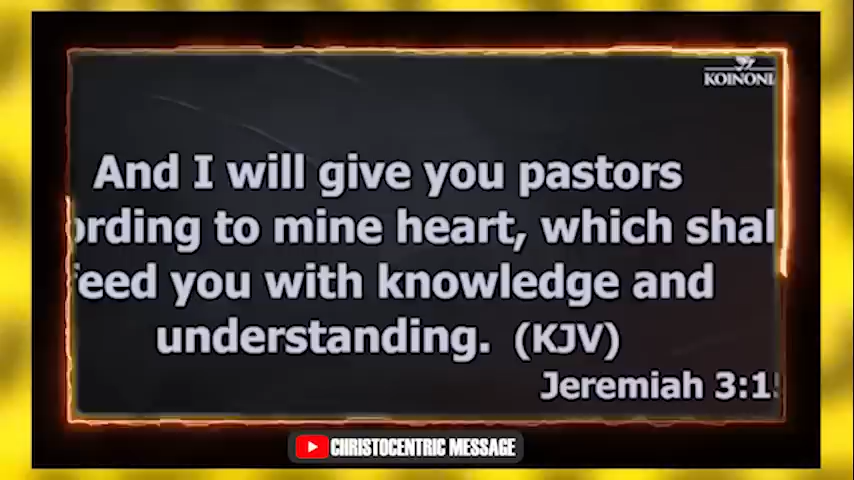 KOINONI
And I will give you pastors
ording to mine heart, which shal
eed you with knowledge and
understanding. (KJV)
Jeremiah 3:1
CHRISTOCENTRIC MESSAGE